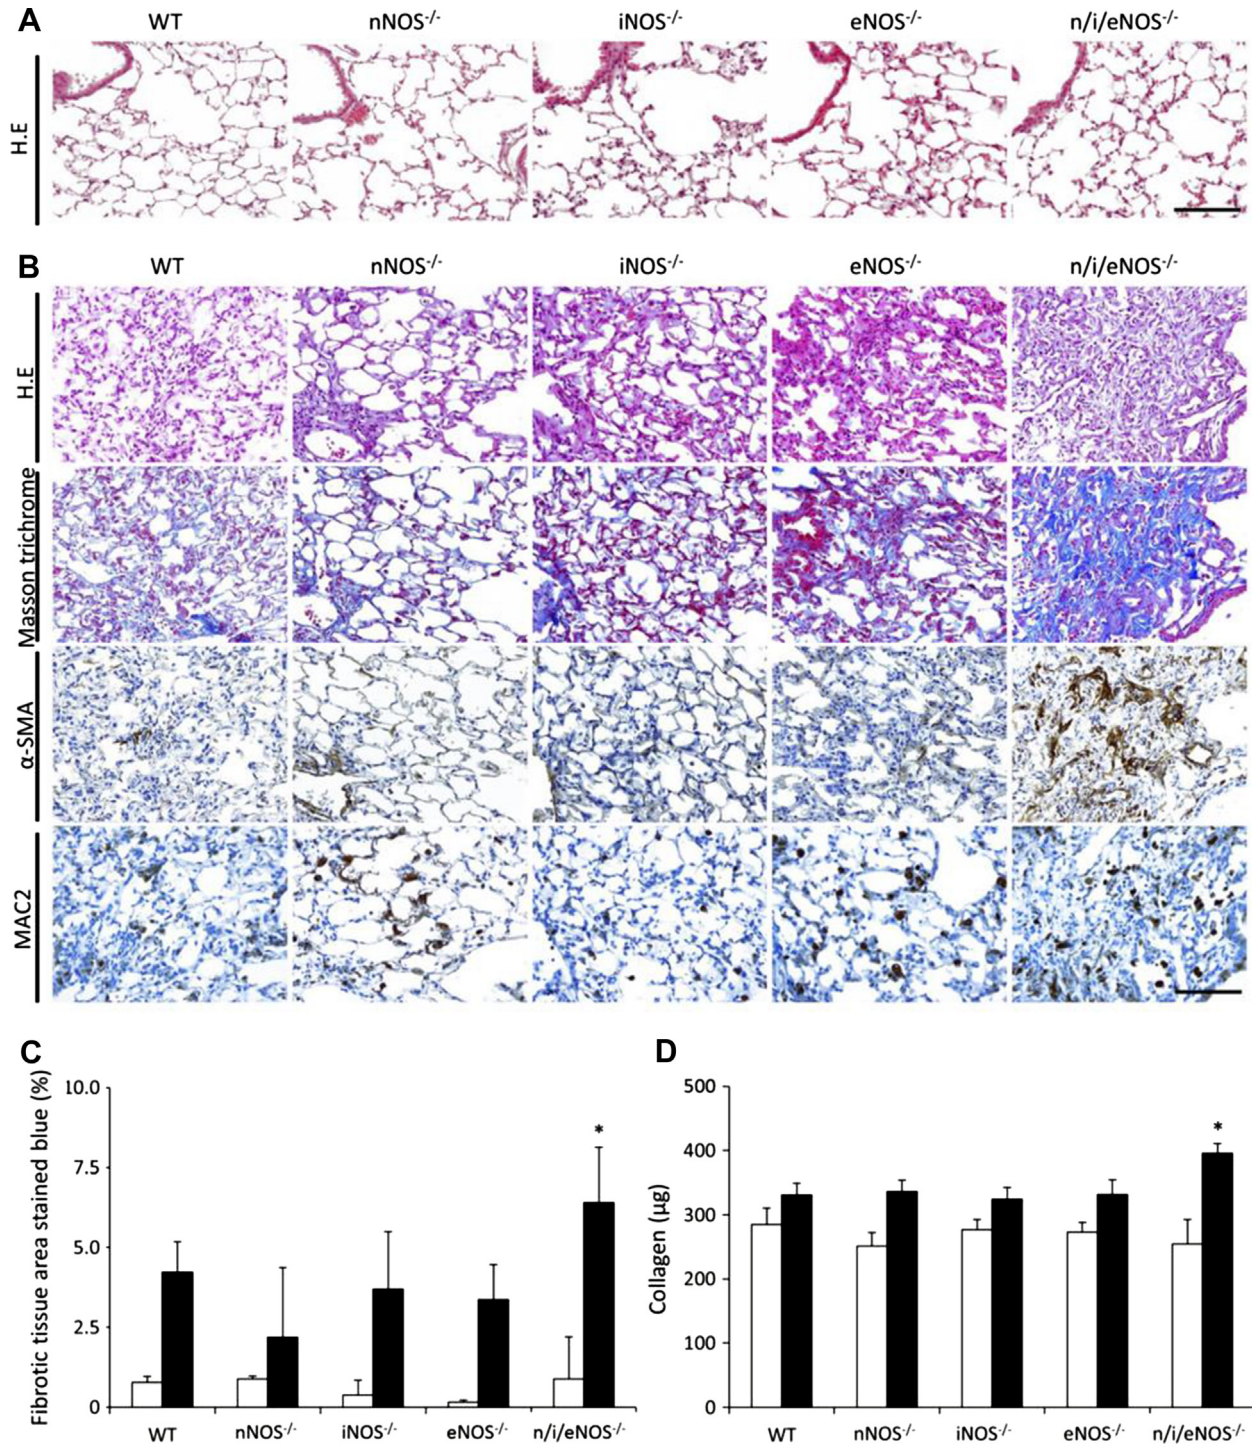 A
WT nNOS-/- iNOS-/- eNOS-/- n/i/eNOS-/-
H.E
B
WT nNOS-/- iNOS-/- eNOS-/- n/i/eNOS-/-
H.E
Masson trichrome
α-SMA
MAC2
C
Fibrotic tissue area stained blue (%)
10.0
7.5
5.0
2.5
0
*
WT nNOS-/- iNOS-/- eNOS-/- n/i/eNOS-/-
D
Collagen (µg)
500
400
300
200
100
0
*
WT nNOS-/- iNOS-/- eNOS-/- n/i/eNOS-/-